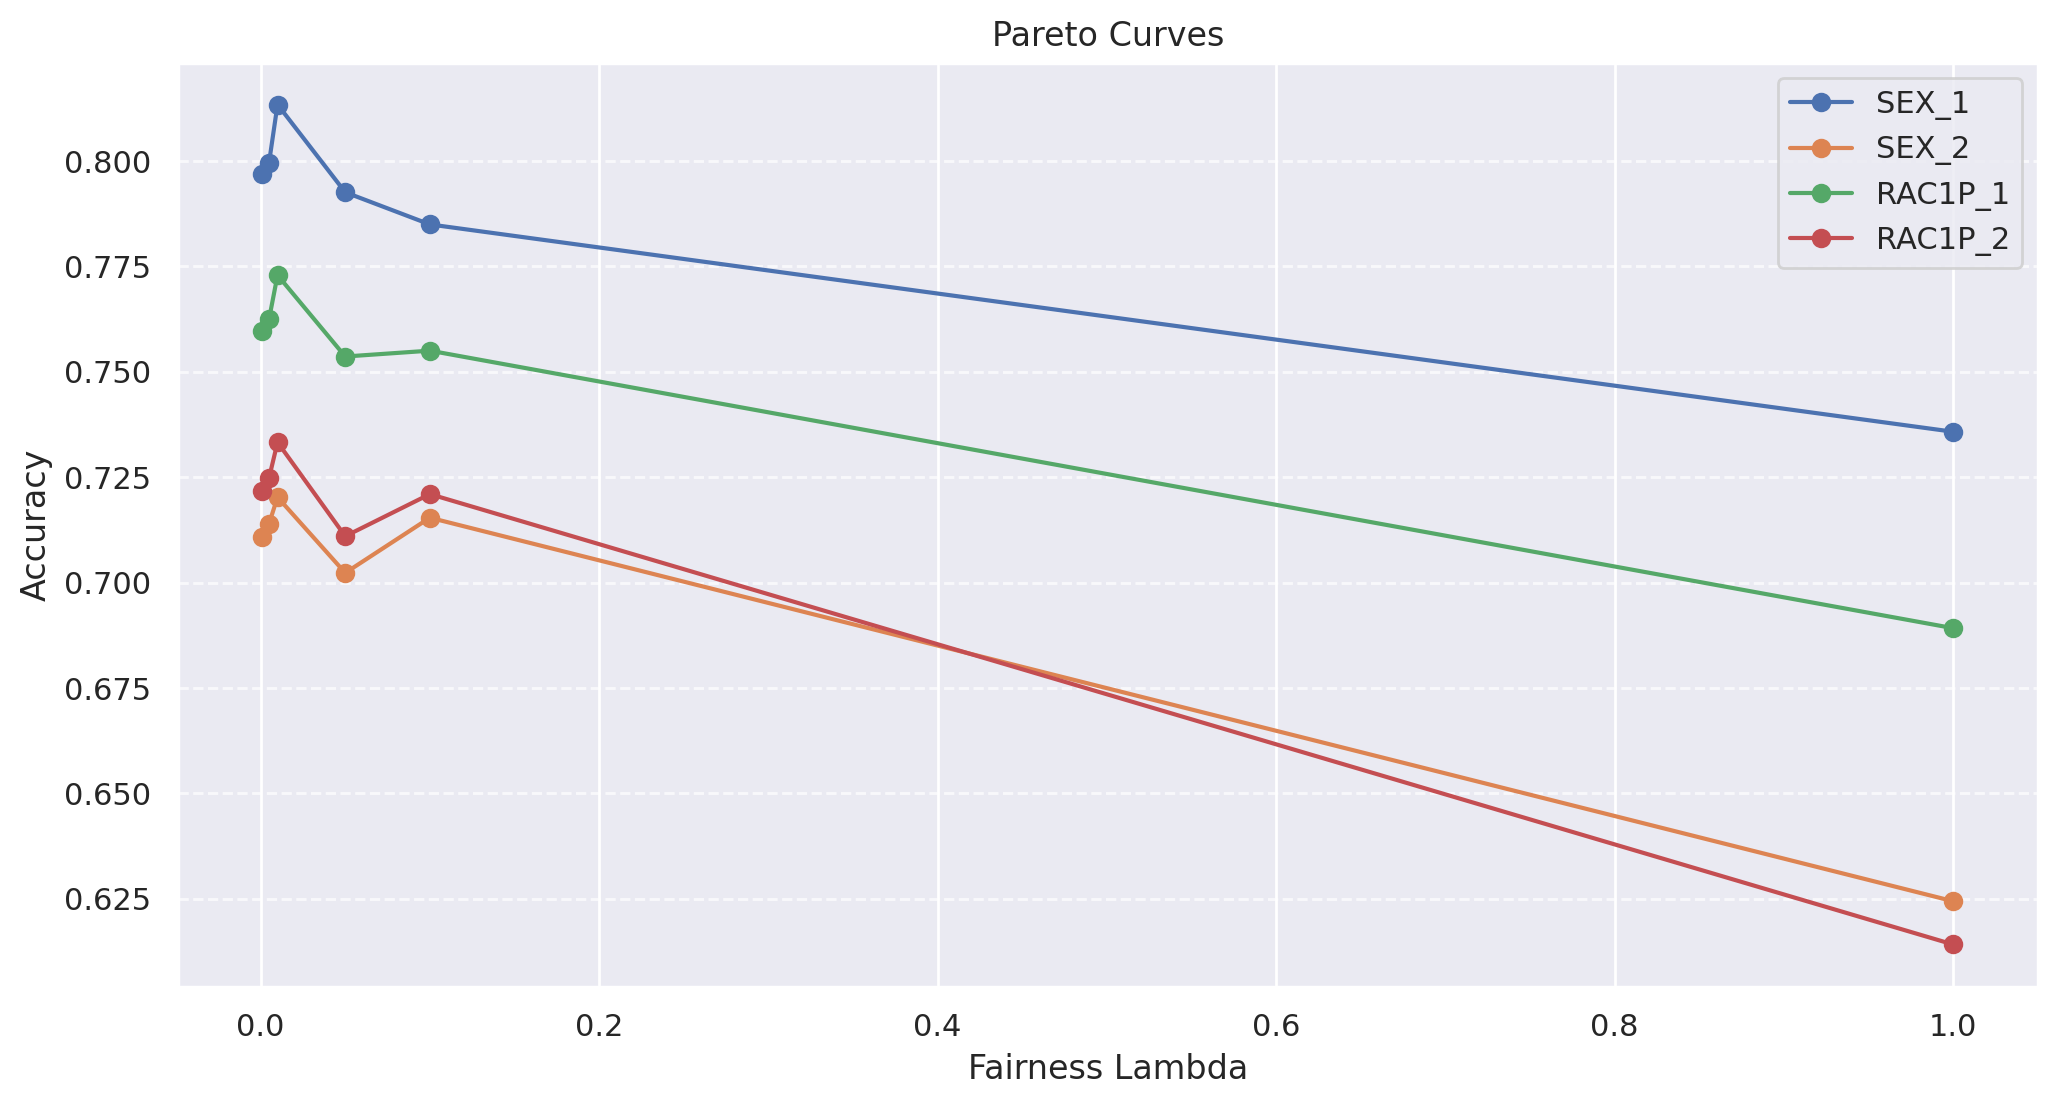 Pareto Curves
SEX_1
SEX_2
RAC1P_1
RAC1P_2
0.800
0.775
0.750
0.725
0.700
0.675
0.650
0.625
Accuracy
0.0 0.2 0.4 0.6 0.8 1.0
Fairness Lambda